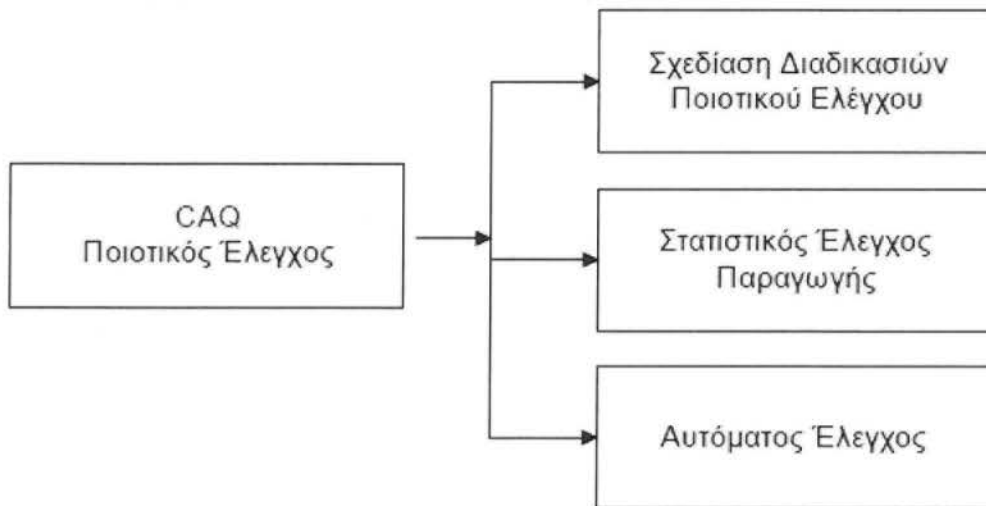 Σχεδίαση Διαδικασιών
Ποιοτικού Ελέγχου
CAQ
Ποιοτικός Έλεγχος
Στατιστικός Έλεγχος
Παραγωγής
Αυτόματος Έλεγχος